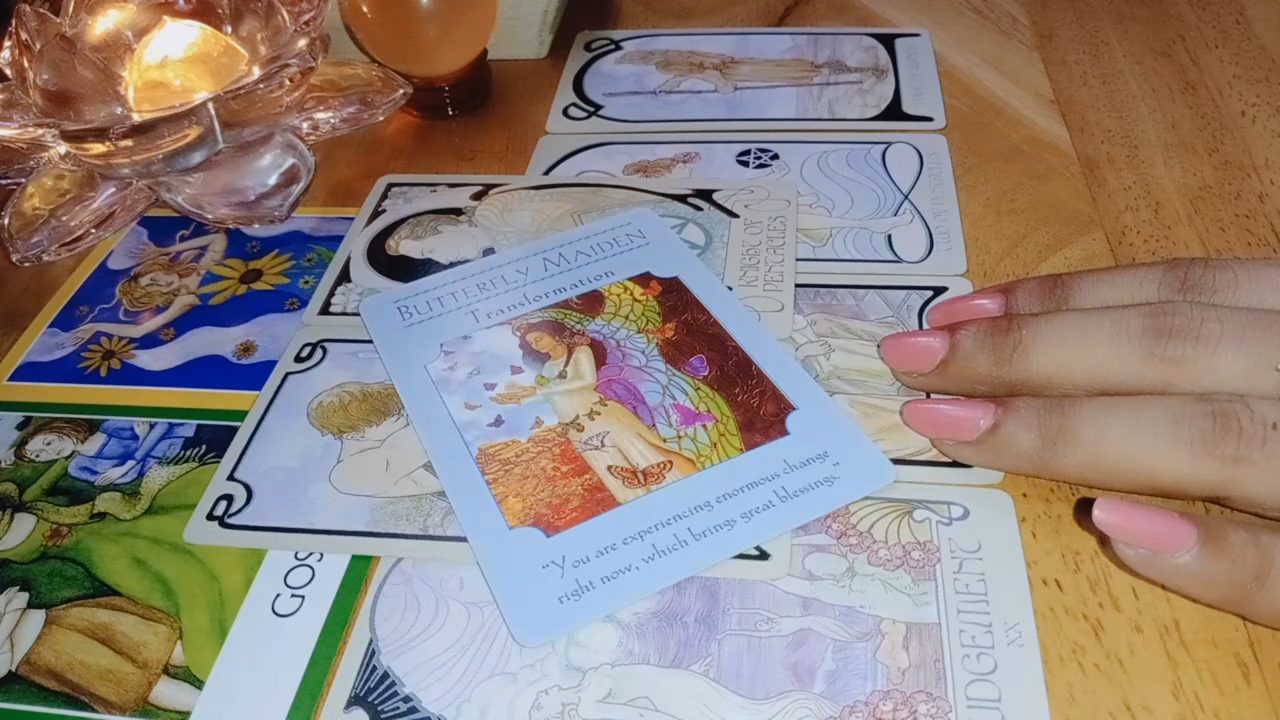 BUTTERFLY MAIDEN
Transformation
"You are experiencing enormous change
right now, which brings great blessings."
KNIGHT OF
PENTACLES
GOS
UDGEMENT
XX